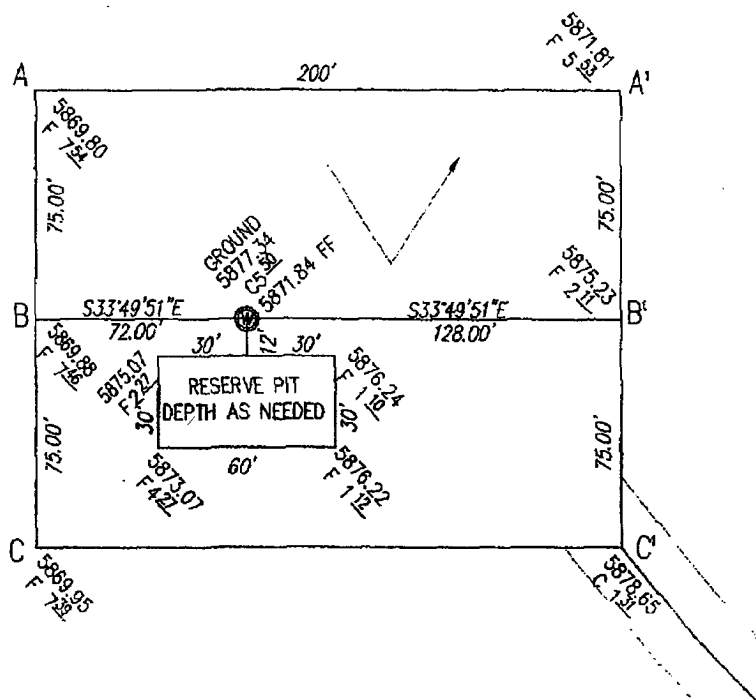 5871.81
F 5 53
A
200'
A'
5869.80
F 7 54
75.00'
75.00'
GROUND
5877.34
C5 50
5871.84 FF
5875.23
F 2 11
B
S33°49'51"E
72.00'
W
S33°49'51"E
128.00'
B'
5869.88
F 7 46
5875.07
F 2 27
30'
12'
30'
5876.24
F 1 10
RESERVE PIT
DEPTH AS NEEDED
30'
30'
75.00'
75.00'
5873.07
F 4 27
60'
5876.22
F 1 12
C
C'
5869.95
F 7 39
5878.65
C 1 31